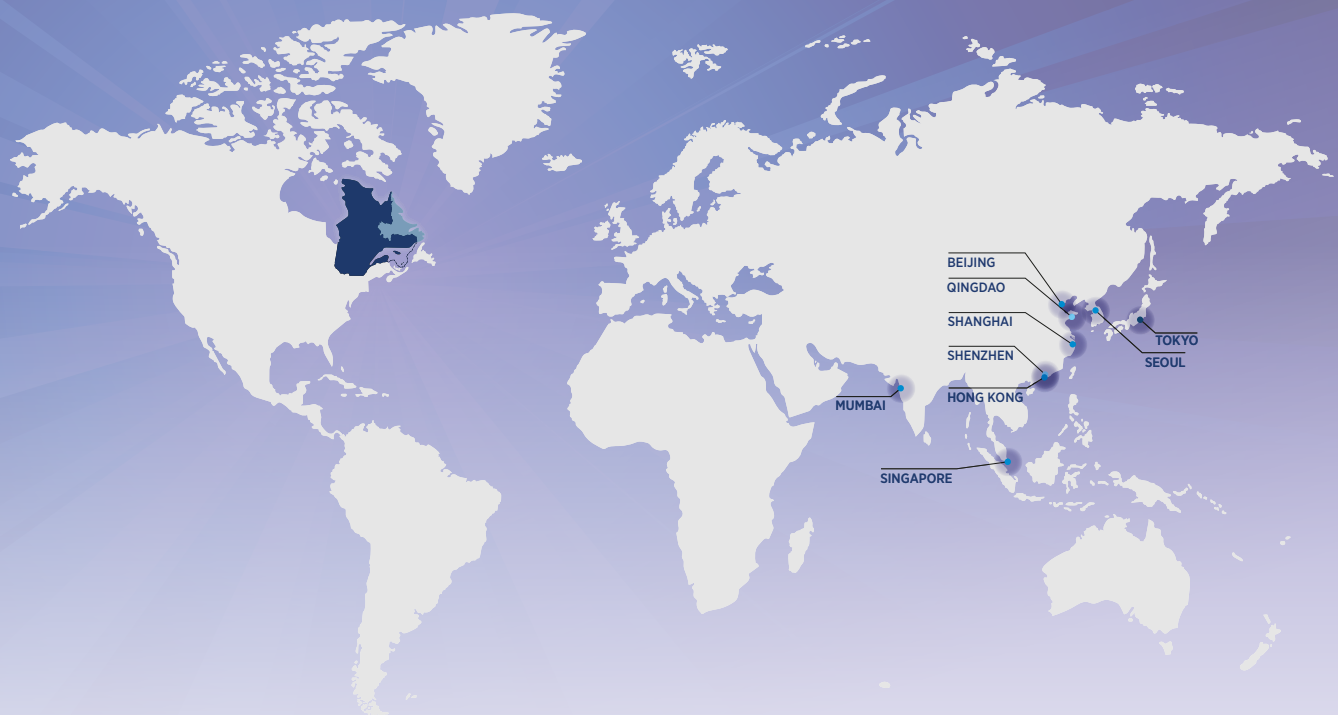 BEIJING
QINGDAO
SHANGHAI
TOKYO
SHENZHEN
SEOUL
HONG KONG
MUMBAI
SINGAPORE